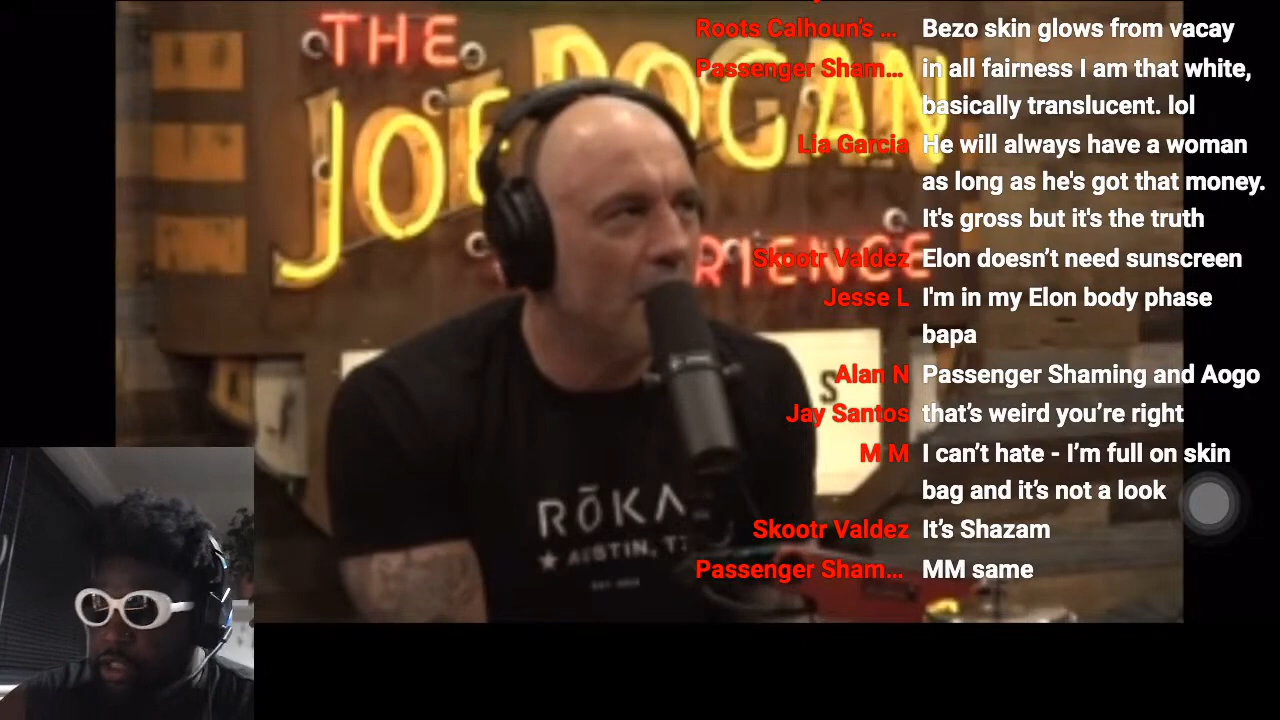 THE
JOE ROGAN
RIENCE
RŌKA
AUSTIN, TX
S
Roots Calhoun's ... Bezo skin glows from vacay
Passenger Sham... in all fairness I am that white,
basically translucent. lol
Lia Garcia He will always have a woman
as long as he's got that money.
It's gross but it's the truth
Skootr Valdez Elon doesn’t need sunscreen
Jesse L I'm in my Elon body phase
bapa
Alan N Passenger Shaming and Aogo
Jay Santos that’s weird you’re right
M M I can’t hate - I’m full on skin
bag and it’s not a look
Skootr Valdez It’s Shazam
Passenger Sham... MM same